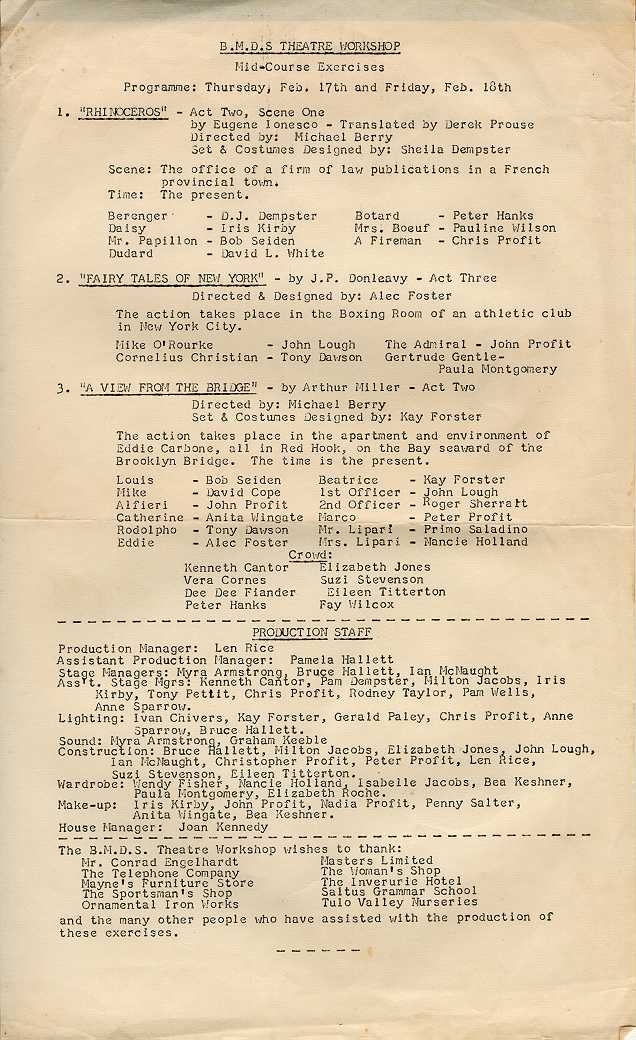 B.M.D.S THEATRE WORKSHOP
Mid-Course Exercises
Programme: Thursday, Feb. 17th and Friday, Feb. 18th
1. "RHINOCEROS" - Act Two, Scene One
by Eugene Ionesco - Translated by Derek Prouse
Directed by: Michael Berry
Set & Costumes Designed by: Sheila Dempster
Scene: The office of a firm of law publications in a French
provincial town.
Time: The present.
Berenger - D.J. Dempster Botard - Peter Hanks
Daisy - Iris Kirby Mrs. Boeuf - Pauline Wilson
Mr. Papillon - Bob Seiden A Fireman - Chris Profit
Dudard - David L. White
2. "FAIRY TALES OF NEW YORK" - by J.P. Donleavy - Act Three
Directed & Designed by: Alec Foster
The action takes place in the Boxing Room of an athletic club
in New York City.
Mike O'Rourke - John Lough The Admiral - John Profit
Cornelius Christian - Tony Dawson Gertrude Gentle-
Paula Montgomery
3. "A VIEW FROM THE BRIDGE" - by Arthur Miller - Act Two
Directed by: Michael Berry
Set & Costumes Designed by: Kay Forster
The action takes place in the apartment and environment of
Eddie Carbone, all in Red Hook, on the Bay seaward of the
Brooklyn Bridge. The time is the present.
Louis - Bob Seiden Beatrice - Kay Forster
Mike - David Cope 1st Officer - John Lough
Alfieri - John Profit 2nd Officer - Roger Sherratt
Catherine - Anita Wingate Marco - Peter Profit
Rodolpho - Tony Dawson Mr. Lipari - Primo Saladino
Eddie - Alec Foster Mrs. Lipari - Nancie Holland
Crowd:
Kenneth Cantor Elizabeth Jones
Vera Cornes Suzi Stevenson
Dee Dee Fiander Eileen Titterton
Peter Hanks Fay Wilcox
PRODUCTION STAFF
Production Manager: Len Rice
Assistant Production Manager: Pamela Hallett
Stage Managers: Myra Armstrong, Bruce Hallett, Ian McNaught
Ass't. Stage Mgrs: Kenneth Cantor, Pam Dempster, Milton Jacobs, Iris
Kirby, Tony Pettit, Chris Profit, Rodney Taylor, Pam Wells,
Anne Sparrow.
Lighting: Ivan Chivers, Kay Forster, Gerald Paley, Chris Profit, Anne
Sparrow, Bruce Hallett.
Sound: Myra Armstrong, Graham Keeble
Construction: Bruce Hallett, Milton Jacobs, Elizabeth Jones, John Lough,
Ian McNaught, Christopher Profit, Peter Profit, Len Rice,
Suzi Stevenson, Eileen Titterton.
Wardrobe: Wendy Fisher, Nancie Holland, Isabelle Jacobs, Bea Keshner,
Paula Montgomery, Elizabeth Roche.
Make-up: Iris Kirby, John Profit, Nadia Profit, Penny Salter,
Anita Wingate, Bea Keshner.
House Manager: Joan Kennedy
The B.M.D.S. Theatre Workshop wishes to thank:
Mr. Conrad Engelhardt Masters Limited
The Telephone Company The Woman's Shop
Mayne's Furniture Store The Inverurie Hotel
The Sportsman's Shop Saltus Grammar School
Ornamental Iron Works Tulo Valley Nurseries
and the many other people who have assisted with the production of
these exercises.